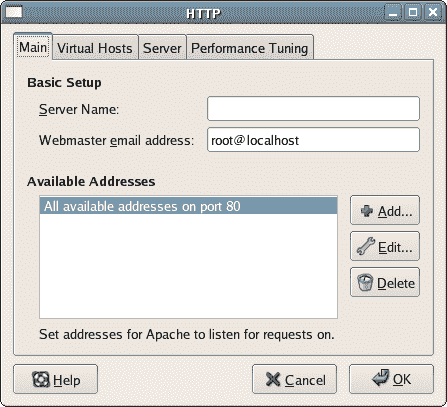 HTTP
Main Virtual Hosts Server Performance Tuning
Basic Setup
Server Name:
Webmaster email address: root@localhost
Available Addresses
All available addresses on port 80
Add...
Edit...
Delete
Set addresses for Apache to listen for requests on.
Help Cancel OK